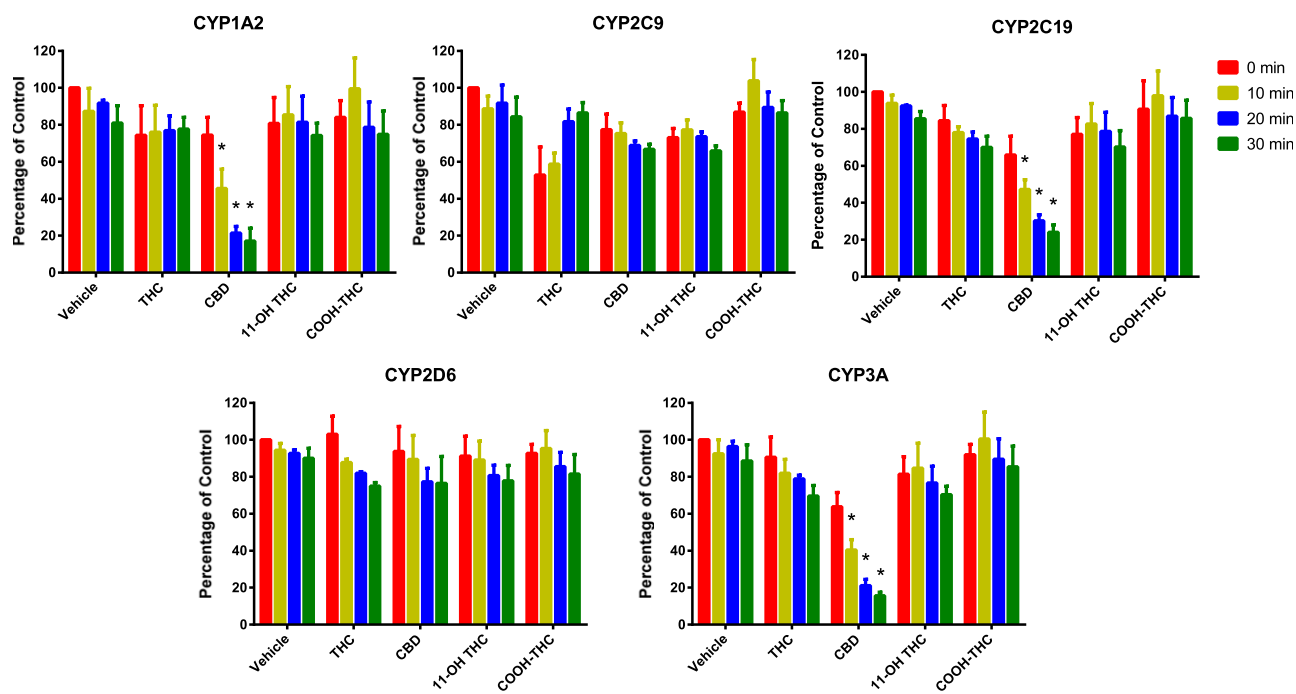 CYP1A2
CYP2C9
CYP2C19
Percentage of Control
120
100
80
60
40
20
0
*
* *
Vehicle
THC
CBD
11-OH THC
COOH-THC
Percentage of Control
120
100
80
60
40
20
0
Vehicle
THC
CBD
11-OH THC
COOH-THC
Percentage of Control
120
100
80
60
40
20
0
*
*
*
Vehicle
THC
CBD
11-OH THC
COOH-THC
0 min
10 min
20 min
30 min
CYP2D6
CYP3A
Percentage of Control
120
100
80
60
40
20
0
Vehicle
THC
CBD
11-OH THC
COOH-THC
Percentage of Control
120
100
80
60
40
20
0
*
*
*
Vehicle
THC
CBD
11-OH THC
COOH-THC